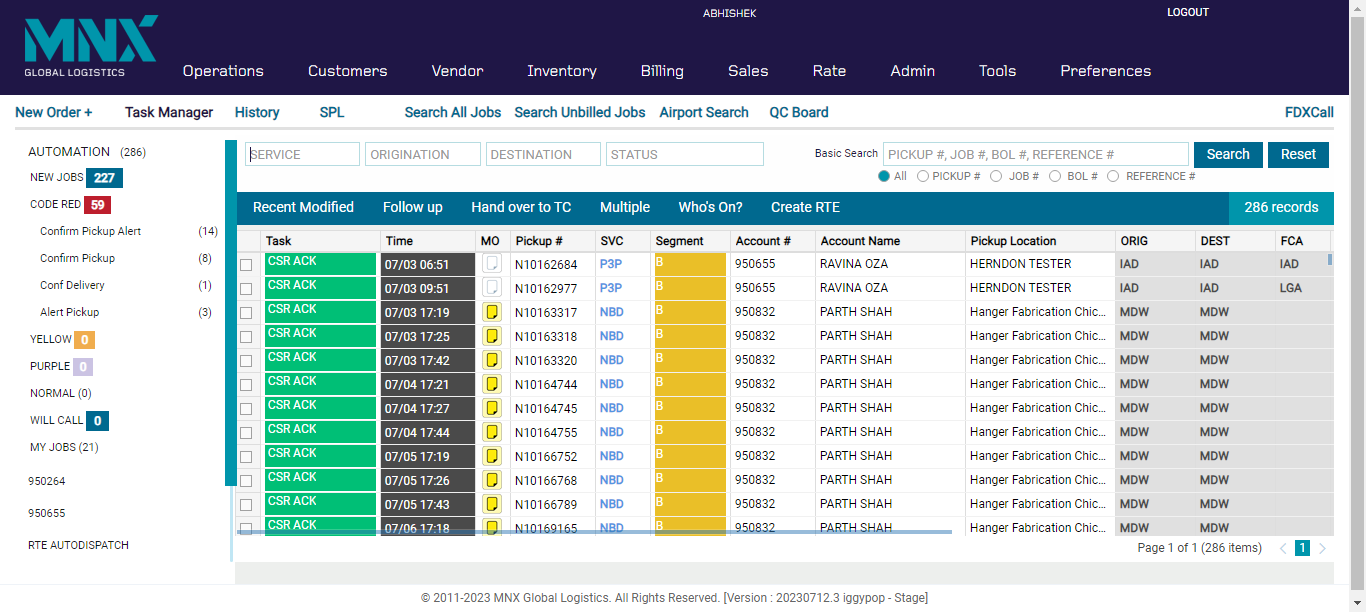 ABHISHEK LOGOUT
MNX
GLOBAL LOGISTICS
Operations Customers Vendor Inventory Billing Sales Rate Admin Tools Preferences
New Order + Task Manager History SPL Search All Jobs Search Unbilled Jobs Airport Search QC Board FDXCall
AUTOMATION (286)
NEW JOBS 227
CODE RED 59
Confirm Pickup Alert (14)
Confirm Pickup (8)
Conf Delivery (1)
Alert Pickup (3)
YELLOW 0
PURPLE 0
NORMAL (0)
WILL CALL 0
MY JOBS (21)
950264
950655
RTE AUTODISPATCH
SERVICE ORIGINATION DESTINATION STATUS Basic Search PICKUP #, JOB #, BOL #, REFERENCE # Search Reset
All PICKUP # JOB # BOL # REFERENCE #
Recent Modified Follow up Hand over to TC Multiple Who's On? Create RTE 286 records
Task Time MO Pickup # SVC Segment Account # Account Name Pickup Location ORIG DEST FCA
CSR ACK 07/03 06:51 N10162684 P3P B 950655 RAVINA OZA HERNDON TESTER IAD IAD IAD
CSR ACK 07/03 09:51 N10162977 P3P B 950655 RAVINA OZA HERNDON TESTER IAD IAD LGA
CSR ACK 07/03 17:19 N10163317 NBD B 950832 PARTH SHAH Hanger Fabrication Chic... MDW MDW
CSR ACK 07/03 17:25 N10163318 NBD B 950832 PARTH SHAH Hanger Fabrication Chic... MDW MDW
CSR ACK 07/03 17:42 N10163320 NBD B 950832 PARTH SHAH Hanger Fabrication Chic... MDW MDW
CSR ACK 07/04 17:21 N10164744 NBD B 950832 PARTH SHAH Hanger Fabrication Chic... MDW MDW
CSR ACK 07/04 17:27 N10164745 NBD B 950832 PARTH SHAH Hanger Fabrication Chic... MDW MDW
CSR ACK 07/04 17:44 N10164755 NBD B 950832 PARTH SHAH Hanger Fabrication Chic... MDW MDW
CSR ACK 07/05 17:19 N10166752 NBD B 950832 PARTH SHAH Hanger Fabrication Chic... MDW MDW
CSR ACK 07/05 17:26 N10166768 NBD B 950832 PARTH SHAH Hanger Fabrication Chic... MDW MDW
CSR ACK 07/05 17:43 N10166789 NBD B 950832 PARTH SHAH Hanger Fabrication Chic... MDW MDW
CSR ACK 07/06 17:18 N10169165 NBD B 950832 PARTH SHAH Hanger Fabrication Chic... MDW MDW
Page 1 of 1 (286 items) 1
© 2011-2023 MNX Global Logistics. All Rights Reserved. [Version : 20230712.3 iggypop - Stage]